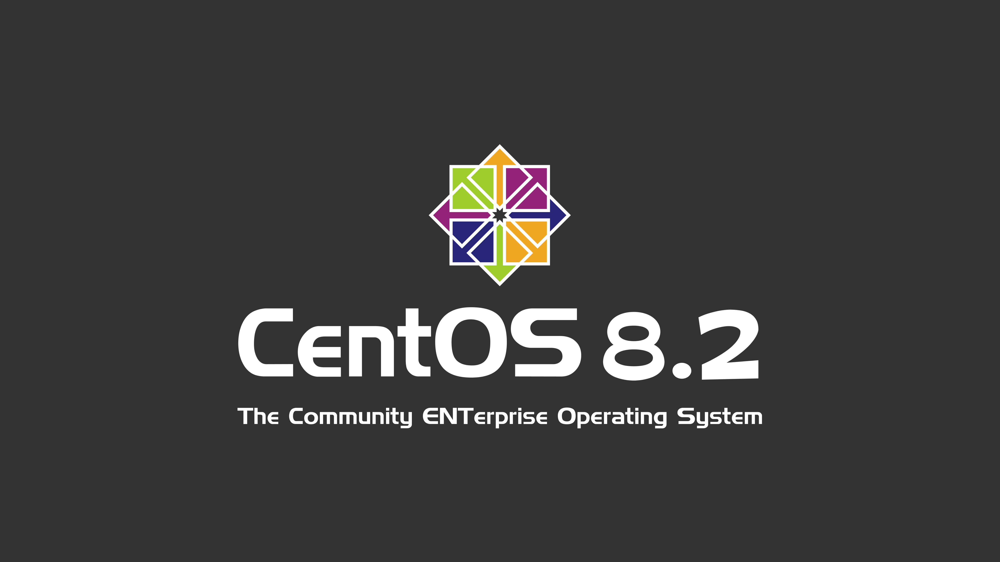 CentOS 8.2
The Community ENTerprise Operating System